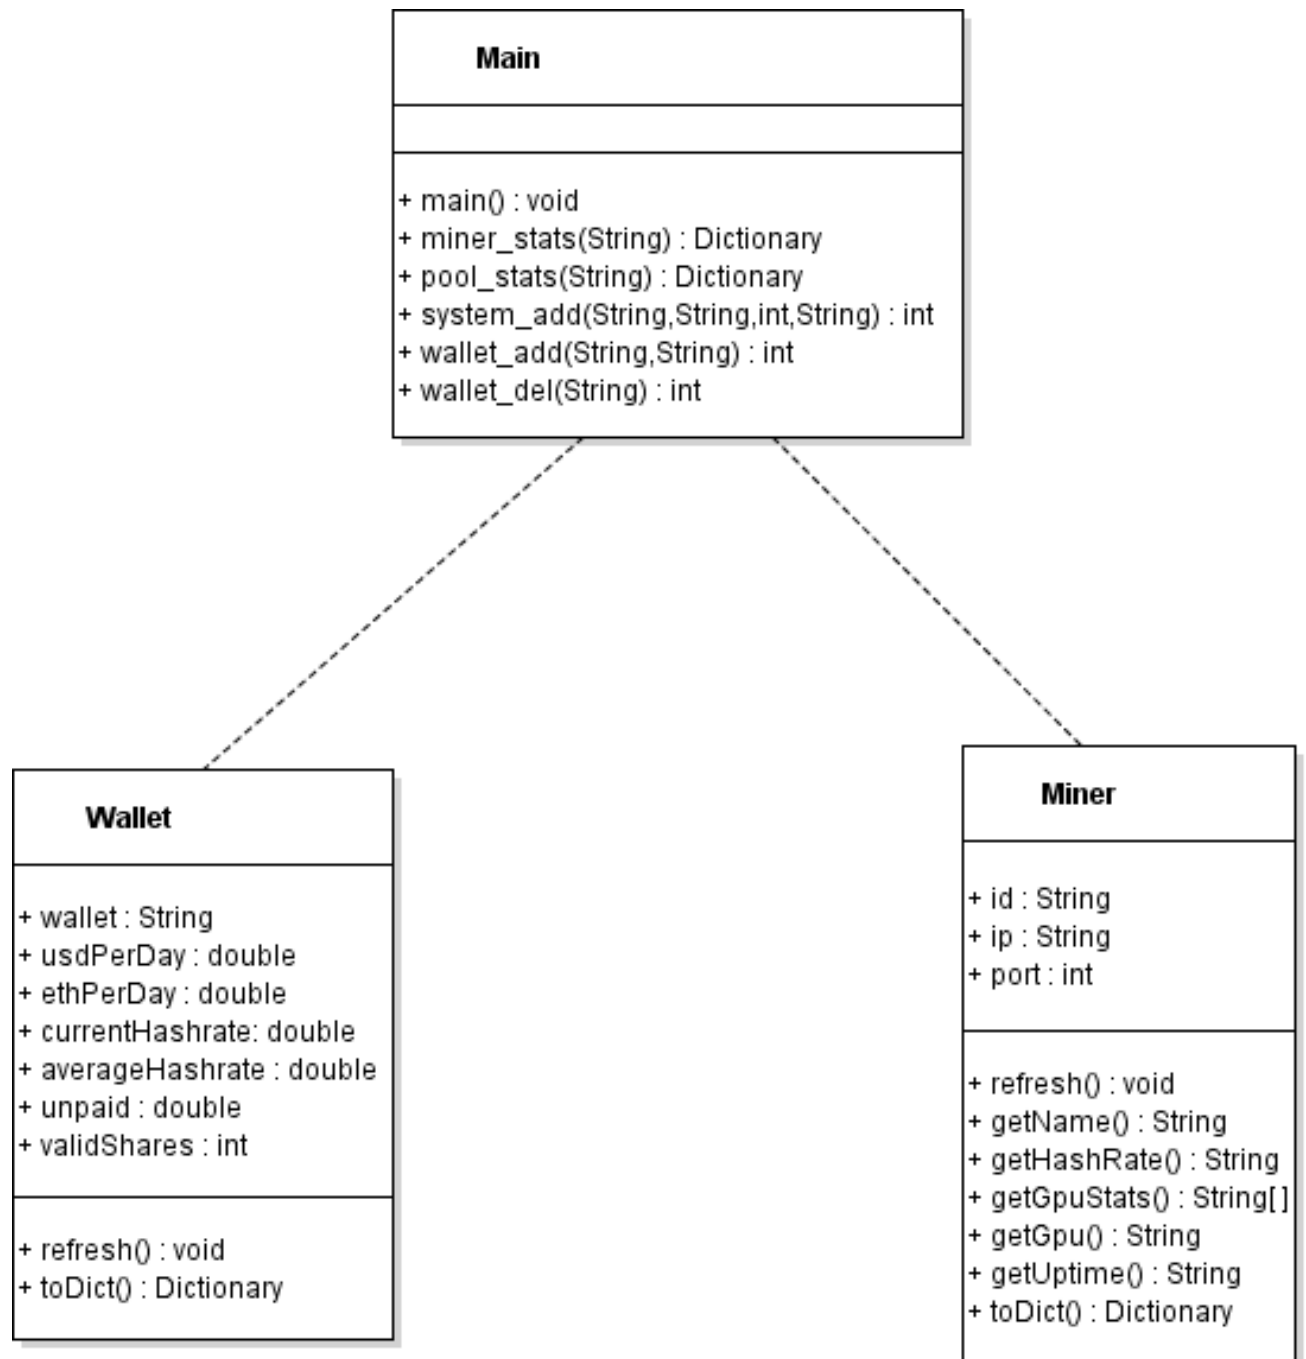 Main
+ main() : void
+ miner_stats(String) : Dictionary
+ pool_stats(String) : Dictionary
+ system_add(String,String,int,String) : int
+ wallet_add(String,String) : int
+ wallet_del(String) : int
Wallet
+ wallet : String
+ usdPerDay : double
+ ethPerDay : double
+ currentHashrate: double
+ averageHashrate : double
+ unpaid : double
+ validShares : int
+ refresh() : void
+ toDict() : Dictionary
Miner
+ id : String
+ ip : String
+ port : int
+ refresh() : void
+ getName() : String
+ getHashRate() : String
+ getGpuStats() : String[]
+ getGpu() : String
+ getUptime() : String
+ toDict() : Dictionary